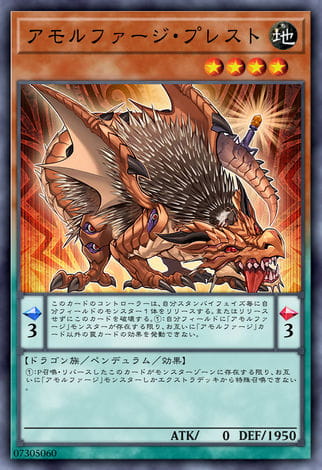 アモルファージ・プレスト
地
このカードのコントローラーは、自分スタンバイフェイズ毎に自
分フィールドのモンスター1体をリリースする。またはリリース
せずにこのカードを破壊する。①:自分フィールドに「アモルファ
ージ」モンスターが存在する限り、お互いに「アモルファージ」カ
ード以外の罠カードの効果を発動できない。
3
3
【ドラゴン族/ペンデュラム/効果】
①:P召喚・リバースしたこのカードがモンスターゾーンに存在する限り、お互
いに「アモルファージ」モンスターしかエクストラデッキから特殊召喚できない
。
ATK/ 0 DEF/1950
07305060